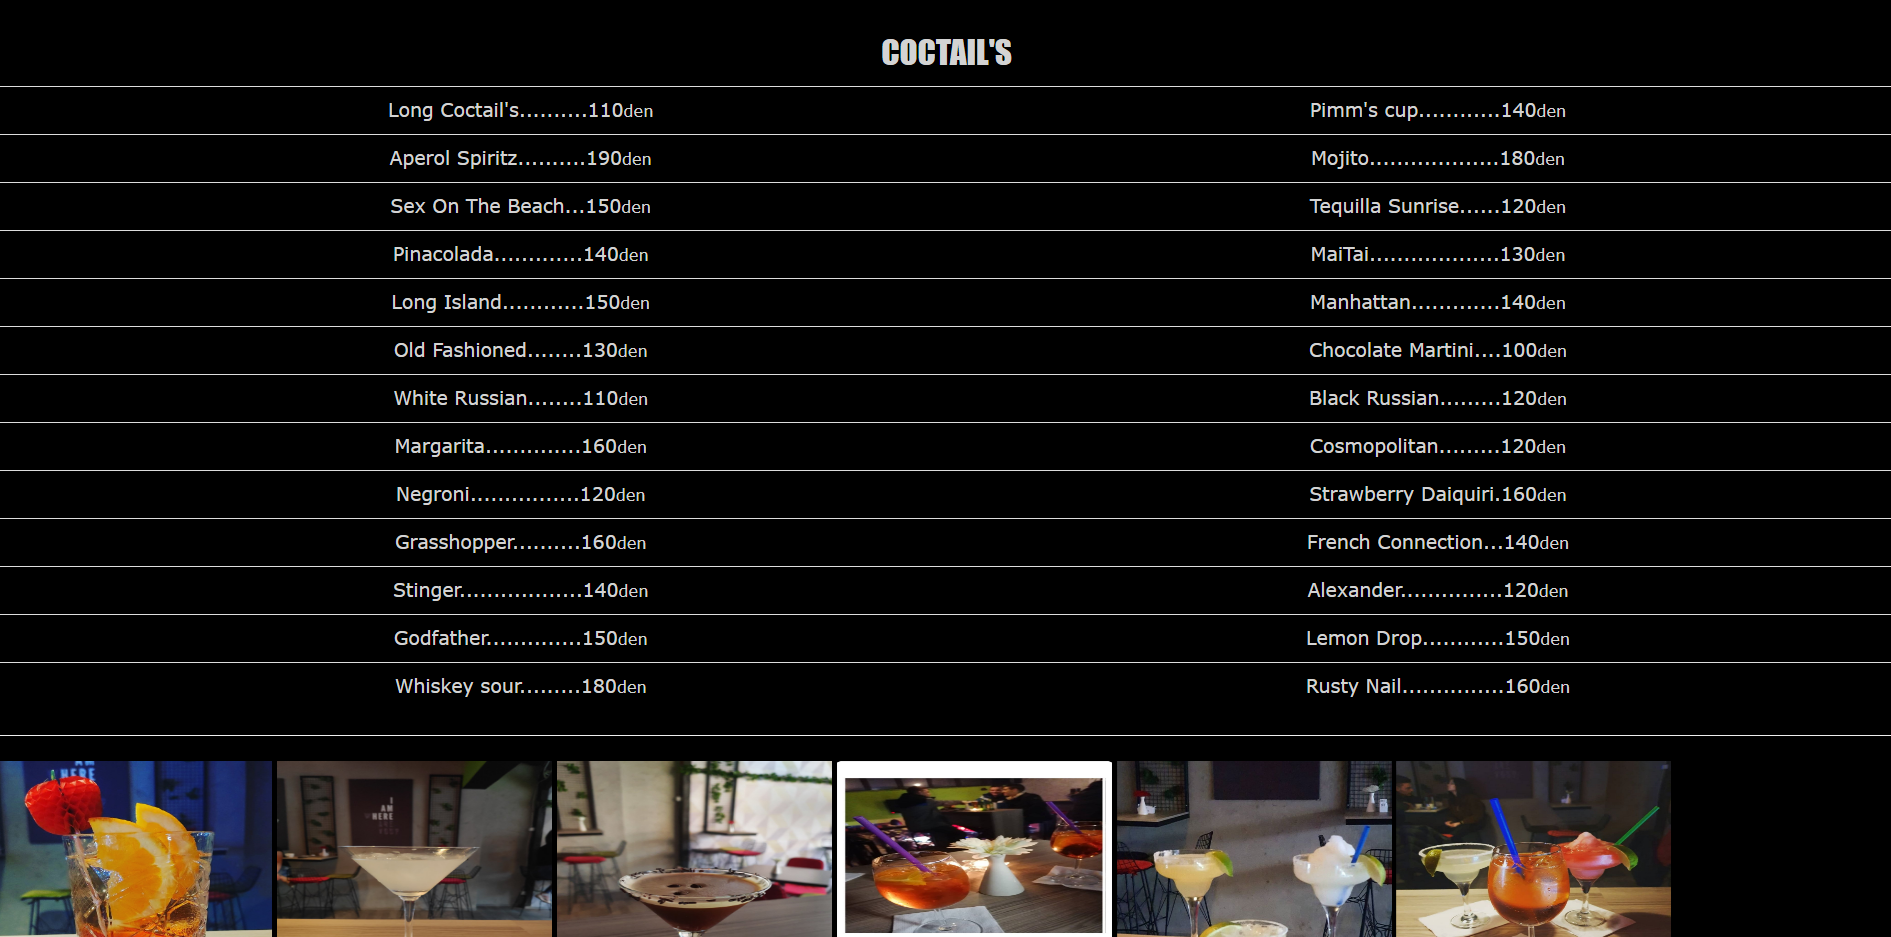 COCTAIL'S
Long Coctail's..........110den
Pimm's cup............140den
Aperol Spiritz..........190den
Mojito...................180den
Sex On The Beach...150den
Tequilla Sunrise......120den
Pinacolada.............140den
MaiTai...................130den
Long Island............150den
Manhattan.............140den
Old Fashioned........130den
Chocolate Martini....100den
White Russian........110den
Black Russian.........120den
Margarita..............160den
Cosmopolitan.........120den
Negroni................120den
Strawberry Daiquiri.160den
Grasshopper..........160den
French Connection...140den
Stinger..................140den
Alexander...............120den
Godfather..............150den
Lemon Drop............150den
Whiskey sour.........180den
Rusty Nail...............160den
AM
HERE
I
AM
HERE